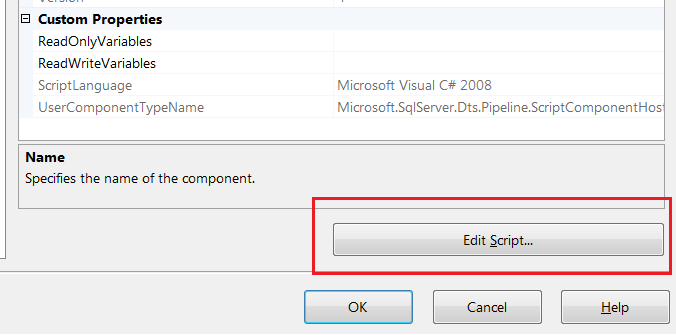 Custom Properties
ReadOnlyVariables
ReadWriteVariables
ScriptLanguage Microsoft Visual C# 2008
UserComponentTypeName Microsoft.SqlServer.Dts.Pipeline.ScriptComponentHost
Name
Specifies the name of the component.
Edit Script...
OK Cancel Help